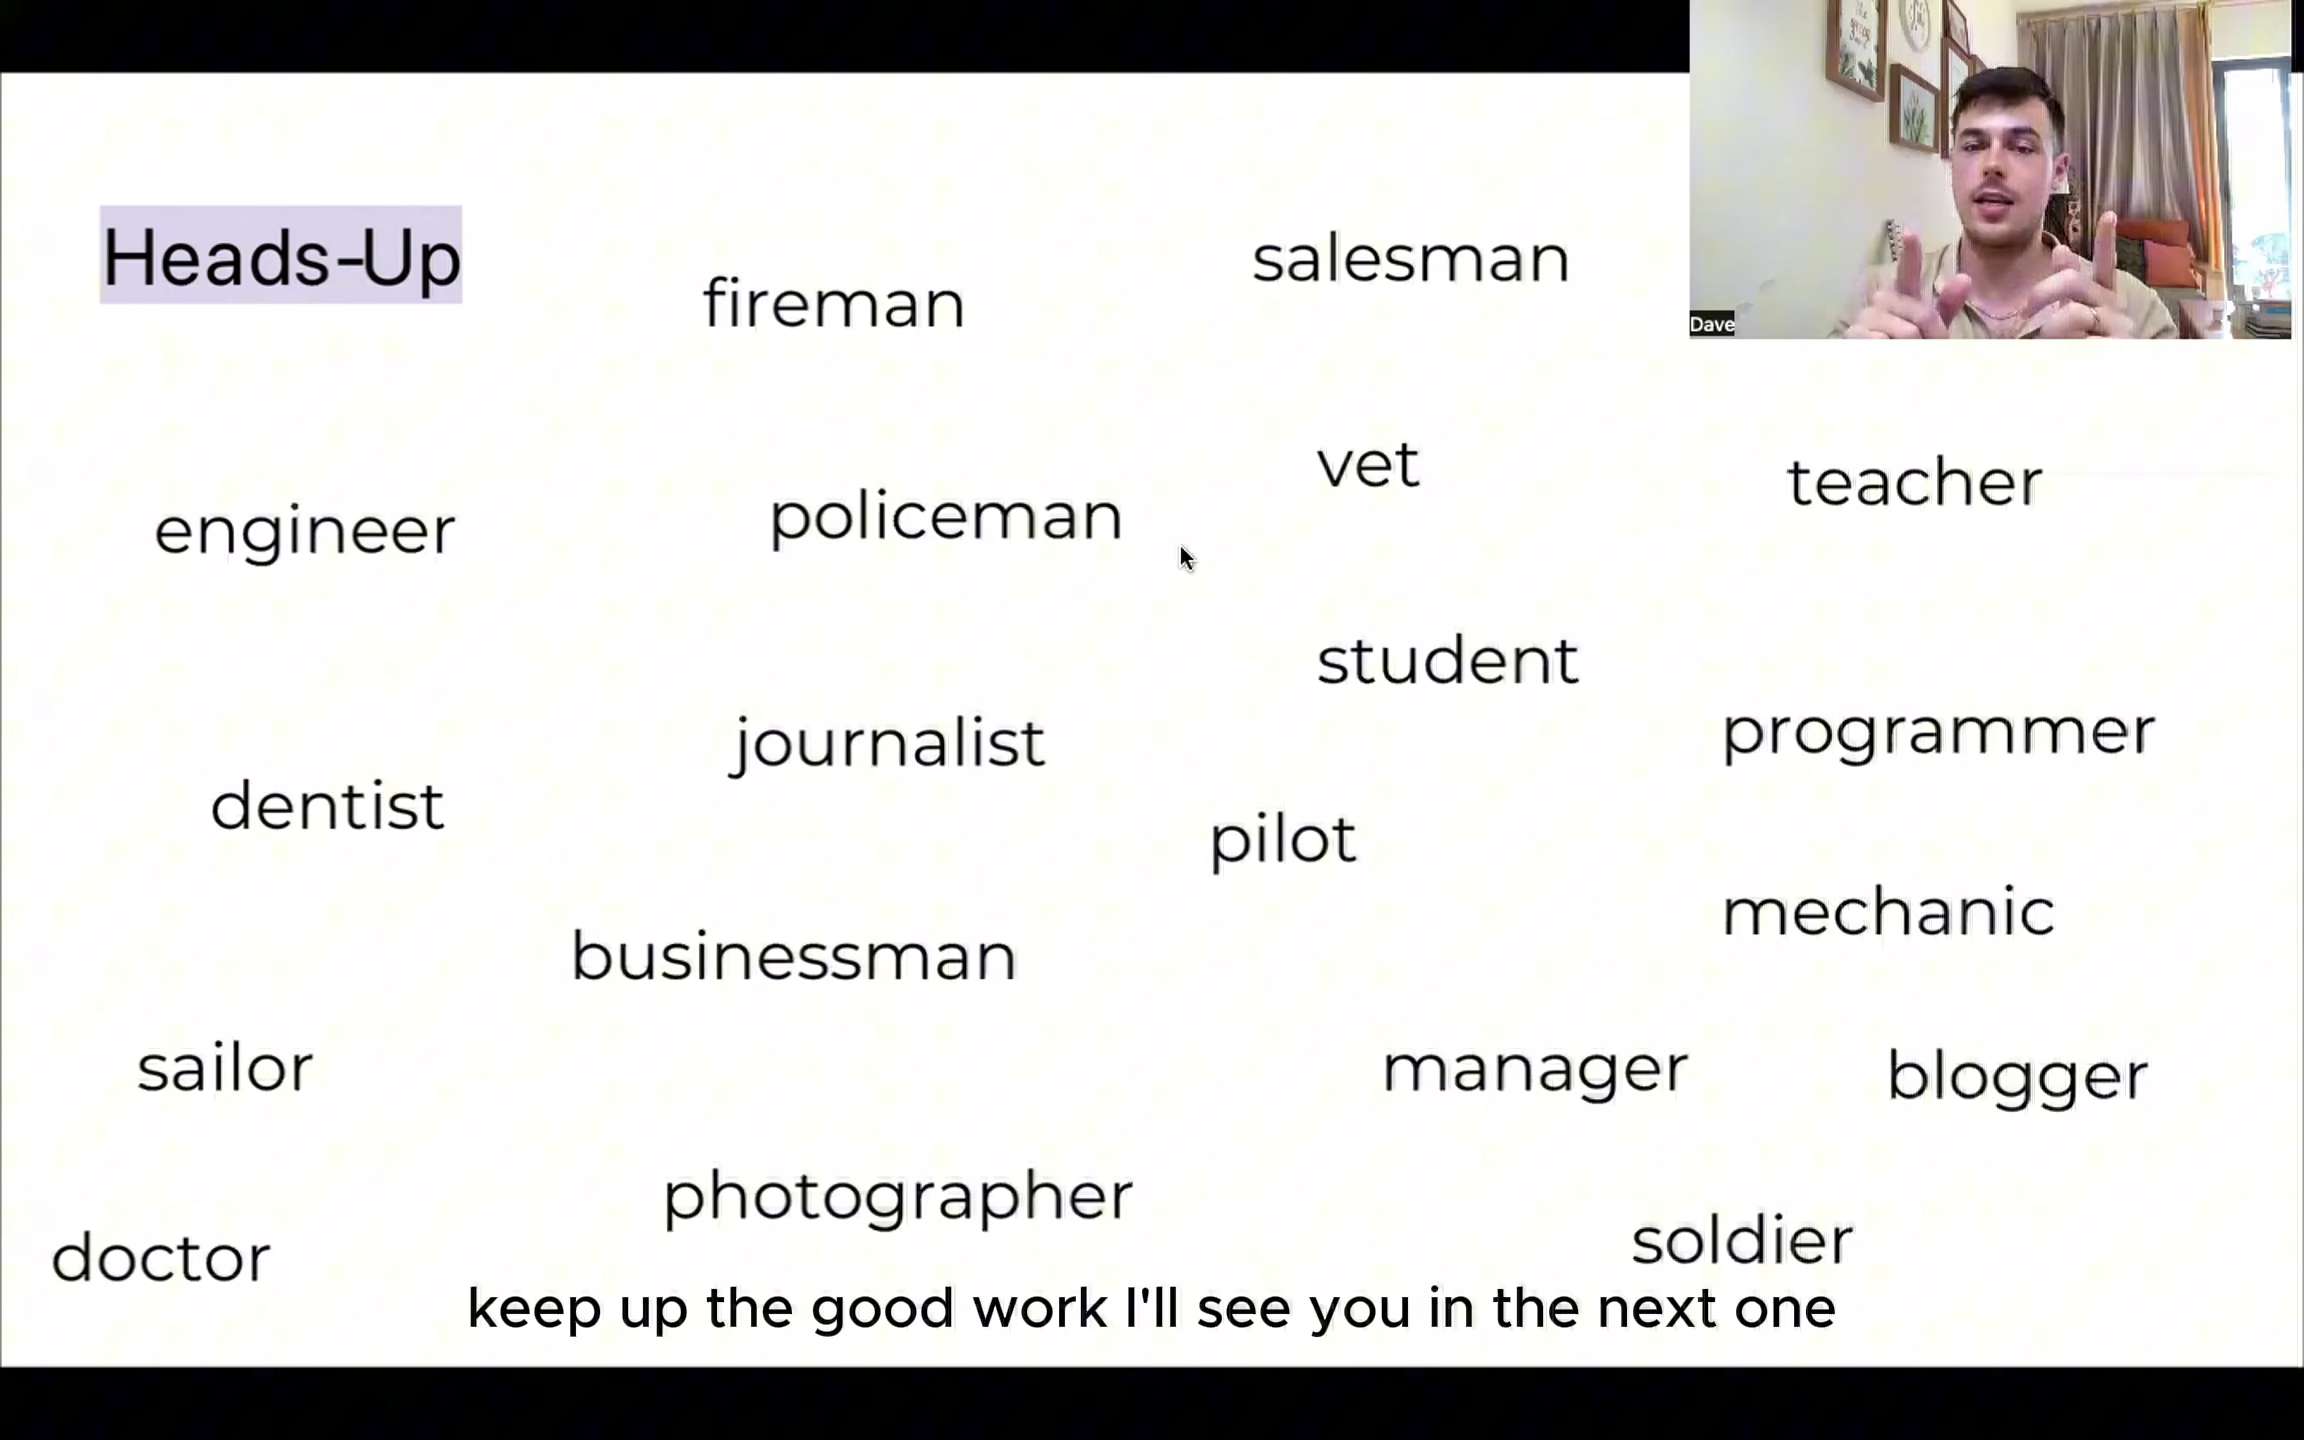 Heads-Up
fireman
salesman
Dave
engineer
policeman
vet
teacher
student
journalist
programmer
dentist
pilot
businessman
mechanic
sailor
manager
blogger
photographer
doctor
soldier
keep up the good work I'll see you in the next one